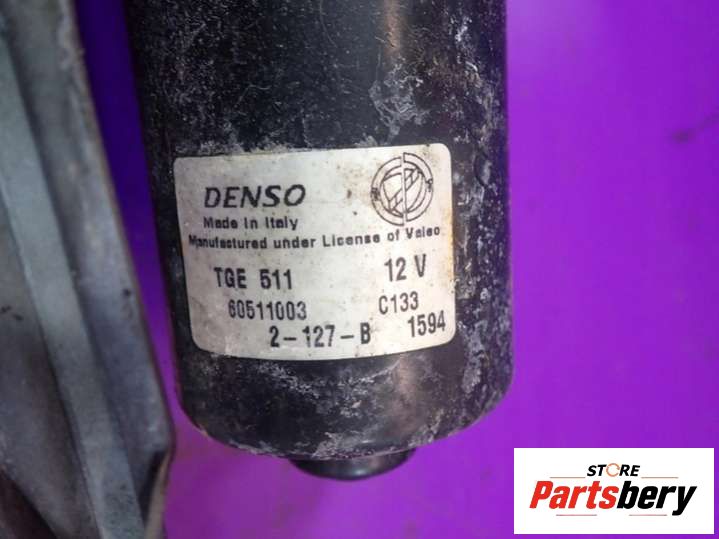 DENSO
Made in Italy
Manufactured under License of Valeo
TGE 511 12 V
60511003 C133
2-127-B 1594
STORE
Partsbery